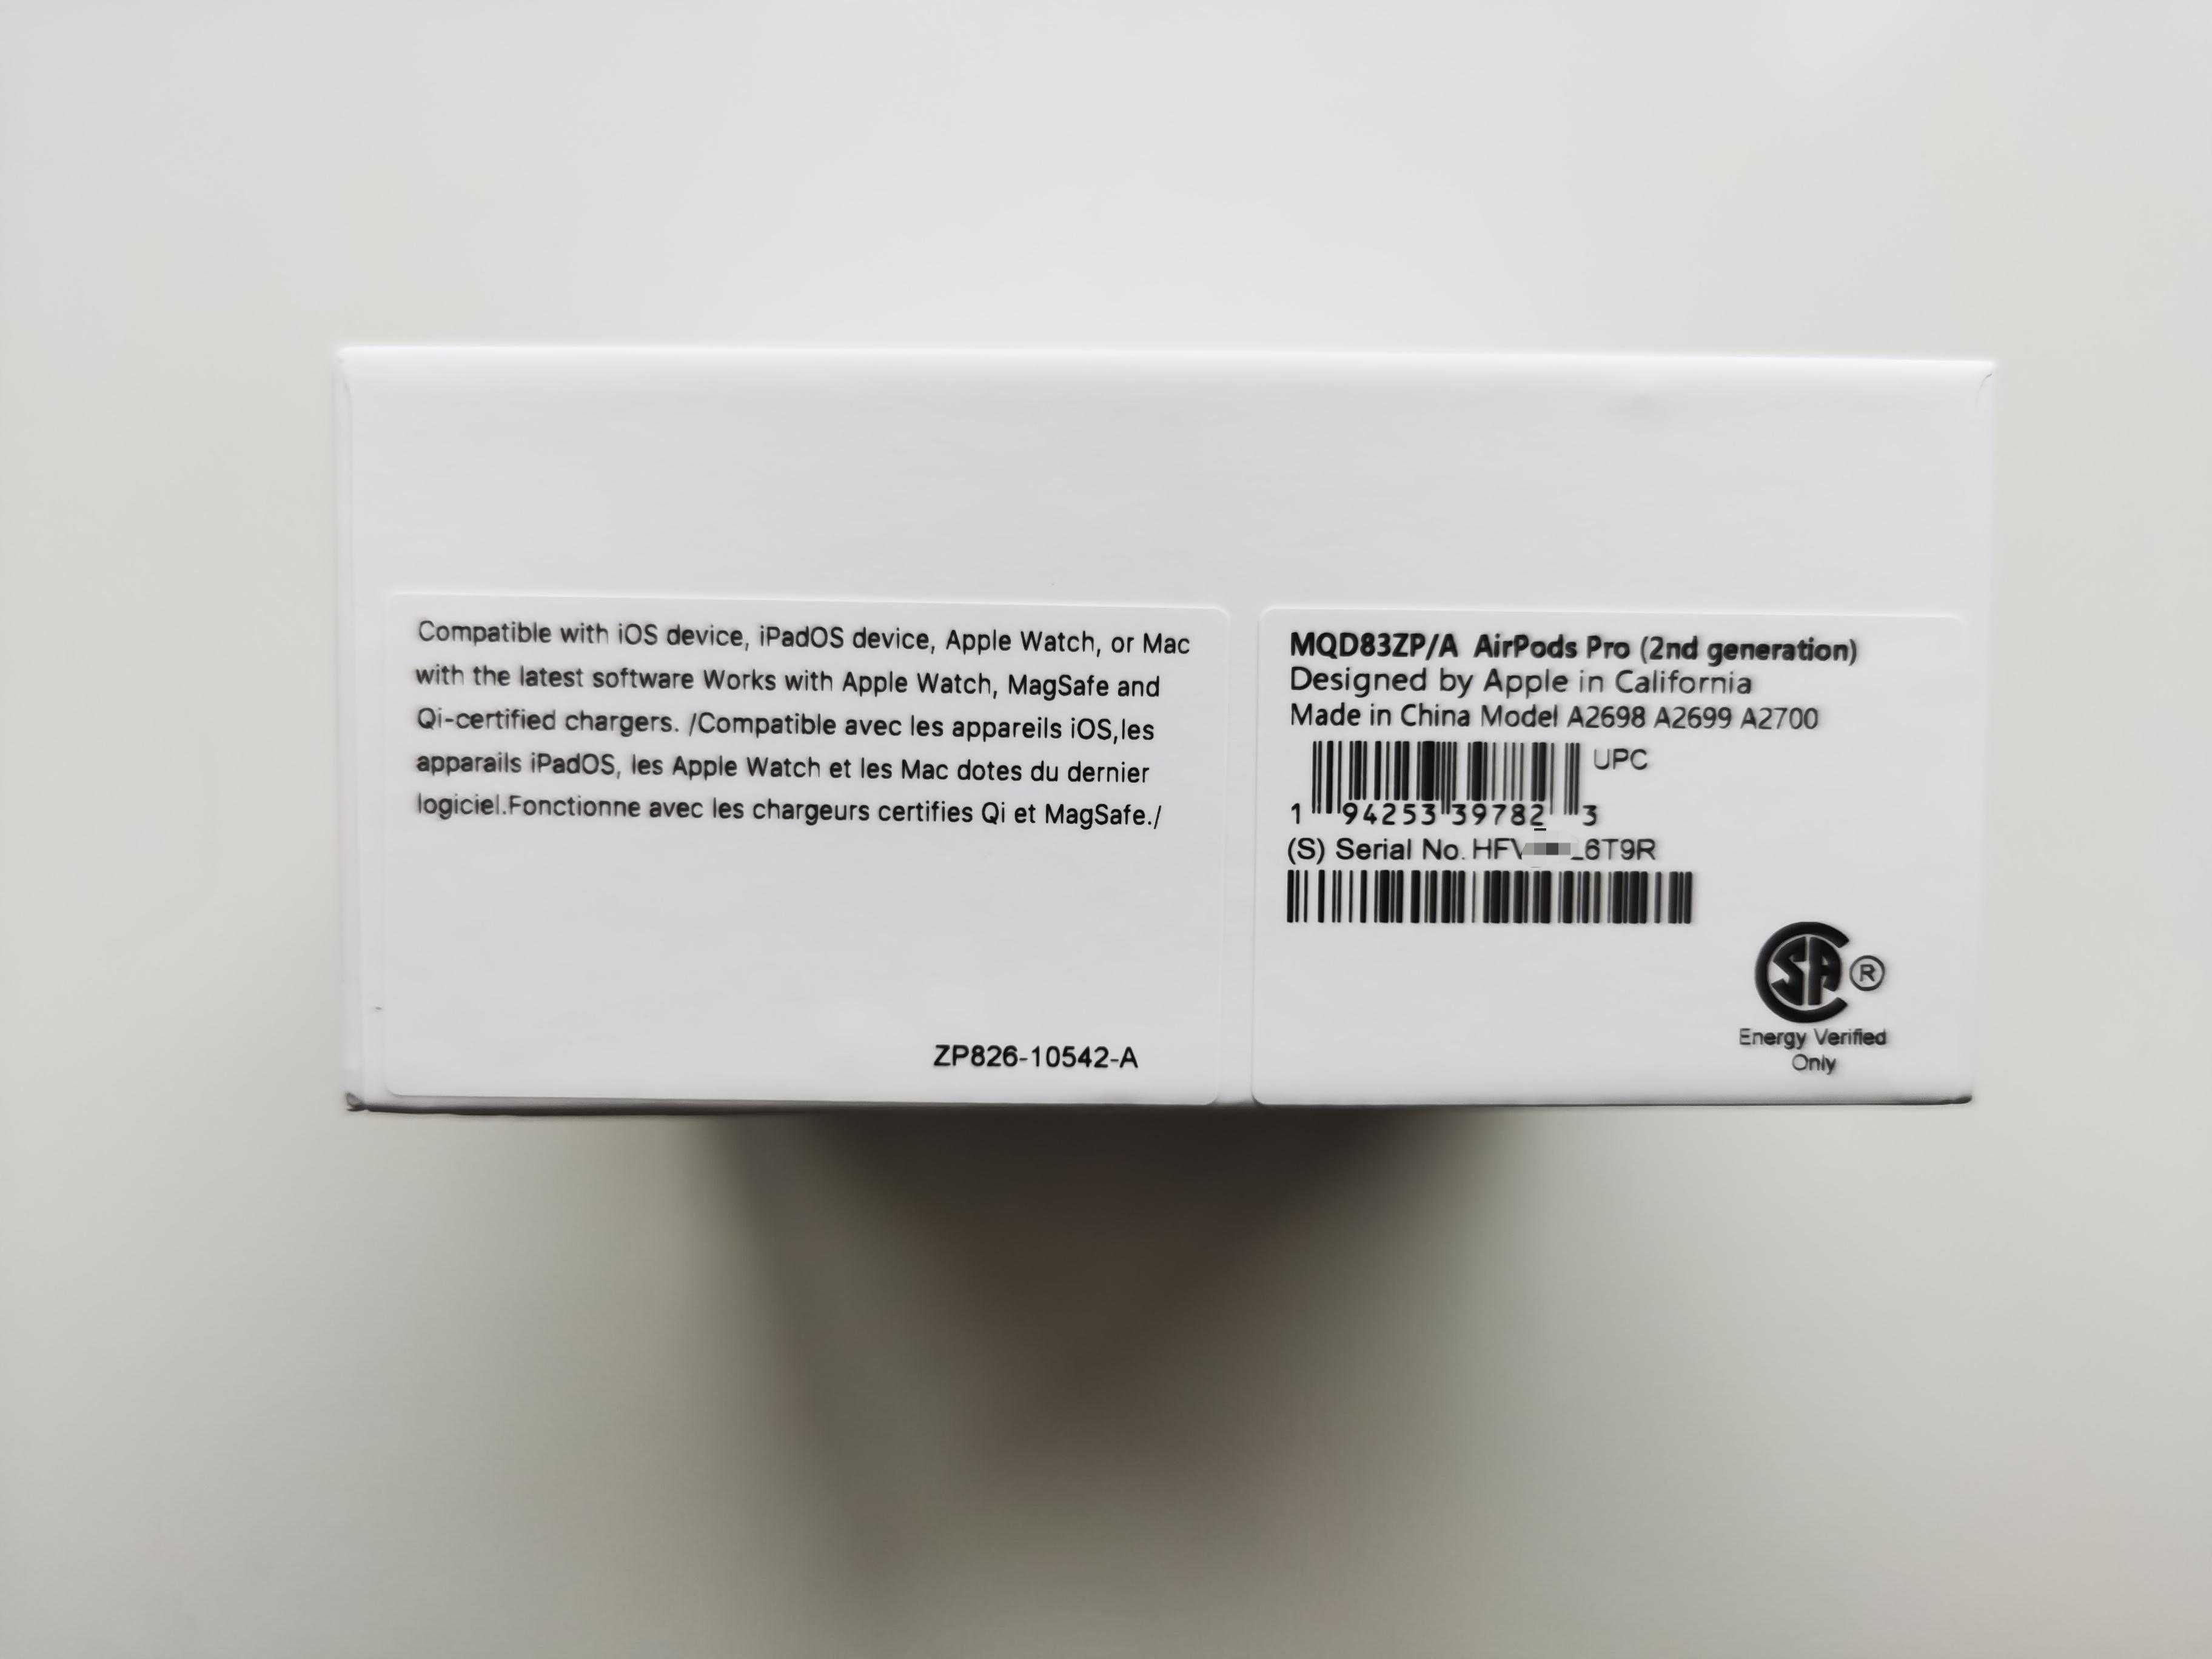 Compatible with iOS device, iPadOS device, Apple Watch, or Mac
with the latest software Works with Apple Watch, MagSafe and
Qi-certified chargers. /Compatible avec les appareils iOS,les
apparails iPadOS, les Apple Watch et les Mac dotes du dernier
logiciel.Fonctionne avec les chargeurs certifies Qi et MagSafe./
ZP826-10542-A
MQD83ZP/A AirPods Pro (2nd generation)
Designed by Apple in California
Made in China Model A2698 A2699 A2700
UPC
1 94253 39782 3
(S) Serial No. HFV 6T9R
CSA ®
Energy Verified
Only